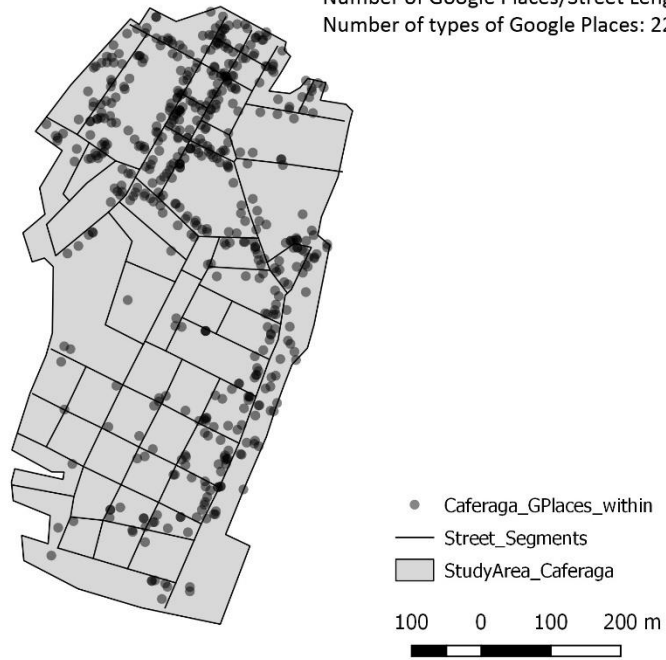 Number of Google Places/Street Leng
Number of types of Google Places: 22
Caferaga_GPlaces_within
Street_Segments
StudyArea_Caferaga
100 0 100 200 m